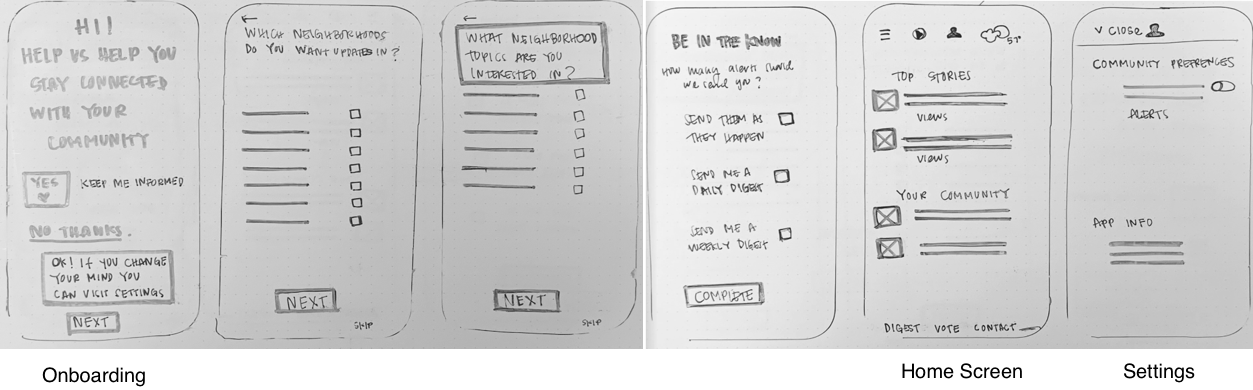 HI!
HELP US HELP YOU
STAY CONNECTED
WITH YOUR
COMMUNITY
YES
KEEP ME INFORMED
NO THANKS.
OK! If YOU CHANGE
YOUR MIND YOU
CAN VISIT SETTINGS
NEXT
WHICH NEIGHBORHOODS
DO YOU WANT UPDATES IN?
NEXT
SKIP
WHAT NEIGHBORHOOD
TOPICS ARE YOU
INTERESTED IN?
NEXT
SKIP
BE IN THE KNOW
How many alerts should
we send you?
SEND THEM AS
THEY HAPPEN
SEND ME A
DAILY DIGEST
SEND ME A
WEEKLY DIGEST
COMPLETE
57°
TOP STORIES
VIEWS
VIEWS
YOUR COMMUNITY
DIGEST VOTE CONTACT
V CLOSE
COMMUNITY PREFRENCES
ALERTS
APP INFO
Onboarding
Home Screen
Settings